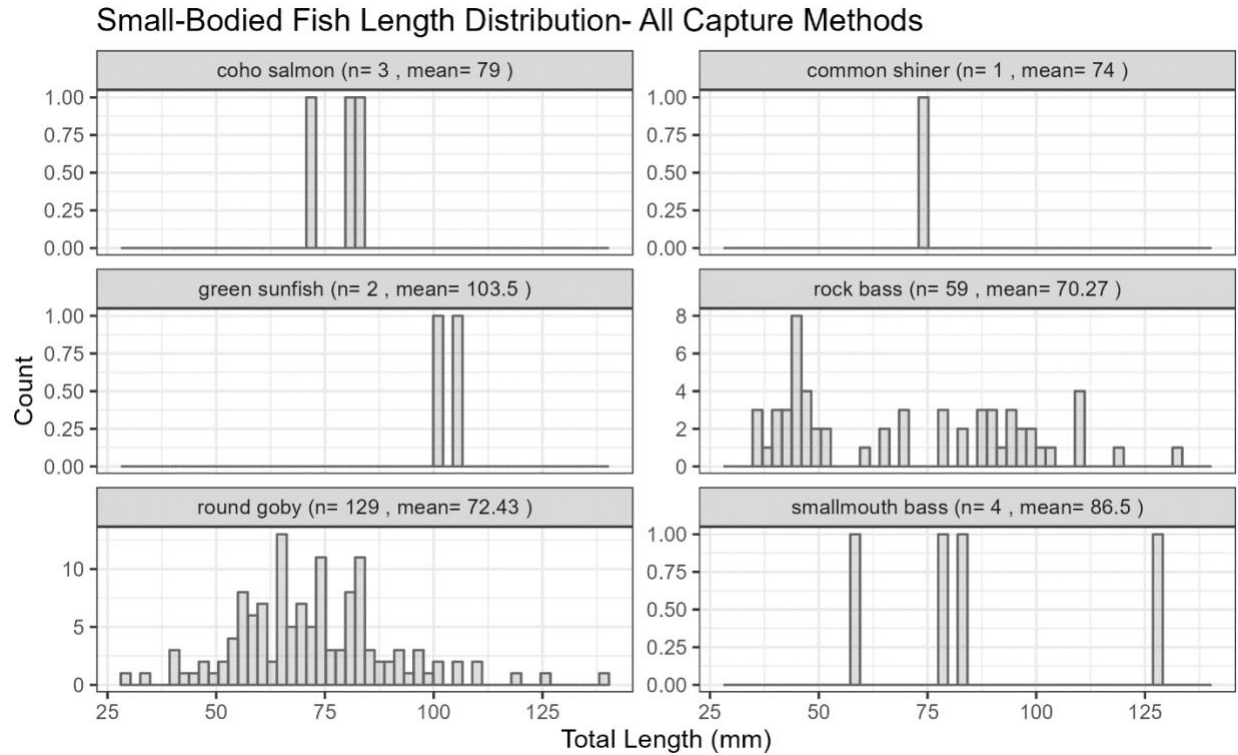 Small-Bodied Fish Length Distribution- All Capture Methods
coho salmon (n= 3 , mean= 79 )
common shiner (n= 1 , mean= 74 )
1.00
0.75
0.50
0.25
0.00
1.00
0.75
0.50
0.25
0.00
green sunfish (n= 2 , mean= 103.5 )
rock bass (n= 59 , mean= 70.27 )
Count
1.00
0.75
0.50
0.25
0.00
8
6
4
2
0
round goby (n= 129 , mean= 72.43 )
smallmouth bass (n= 4 , mean= 86.5 )
10
5
0
1.00
0.75
0.50
0.25
0.00
25 50 75 100 125
25 50 75 100 125
Total Length (mm)